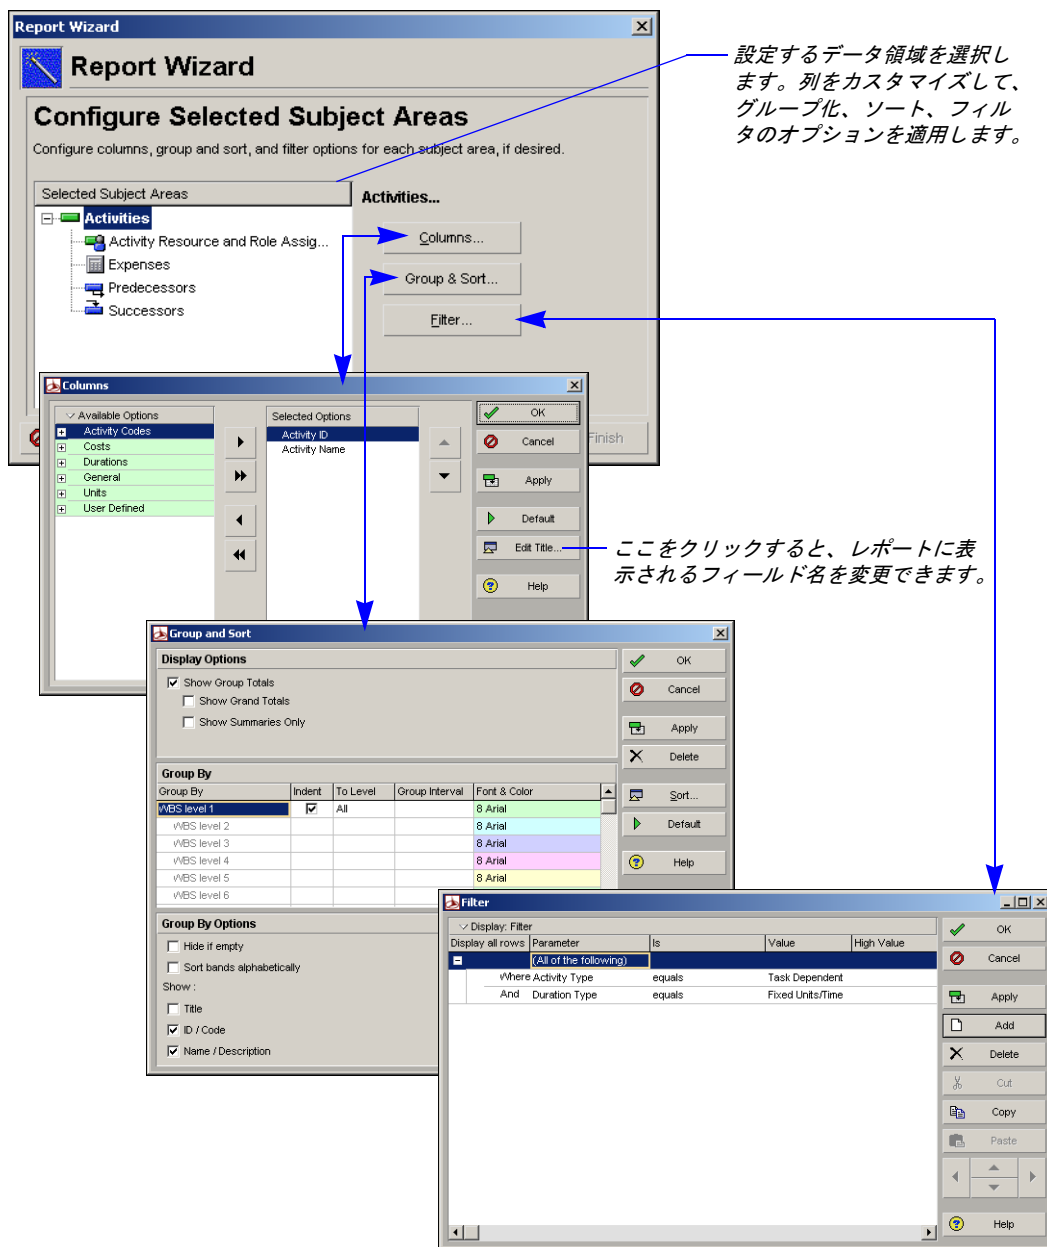 Report Wizard
Report Wizard
設定するデータ領域を選択し
ます。列をカスタマイズして、
グループ化、ソート、フィル
タのオプションを適用します。
Configure Selected Subject Areas
Configure columns, group and sort, and filter options for each subject area, if desired.
Selected Subject Areas
Activities
Activity Resource and Role Assig...
Expenses
Predecessors
Successors
Activities...
Columns...
Group & Sort...
Filter...
Finish
Columns
Available Options
Activity Codes
Costs
Durations
General
Units
User Defined
Selected Options
Activity ID
Activity Name
OK
Cancel
Apply
Default
Edit Title...
Help
ここをクリックすると、レポートに表
示されるフィールド名を変更できます。
Group and Sort
Display Options
Show Group Totals
Show Grand Totals
Show Summaries Only
Group By
Group By Indent To Level Group Interval Font & Color
WBS level 1 All 8 Arial
WBS level 2 8 Arial
WBS level 3 8 Arial
WBS level 4 8 Arial
WBS level 5 8 Arial
WBS level 6
Group By Options
Hide if empty
Sort bands alphabetically
Show :
Title
ID / Code
Name / Description
OK
Cancel
Apply
Delete
Sort...
Default
Help
Filter
Display: Filter
Display all rows Parameter Is Value High Value
(All of the following)
Where Activity Type equals Task Dependent
And Duration Type equals Fixed Units/Time
OK
Cancel
Apply
Add
Delete
Cut
Copy
Paste
Help